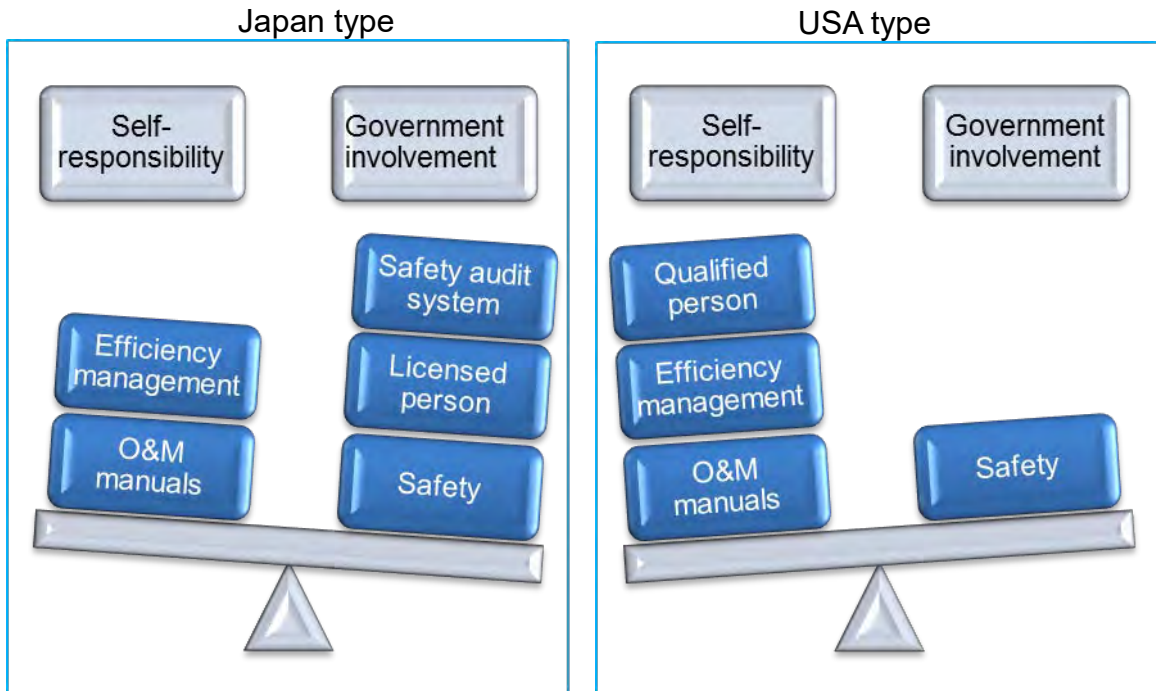 Japan type
Self-
responsibility
Government
involvement
Safety audit
system
Efficiency
management
Licensed
person
O&M
manuals
Safety
USA type
Self-
responsibility
Government
involvement
Qualified
person
Efficiency
management
O&M
manuals
Safety